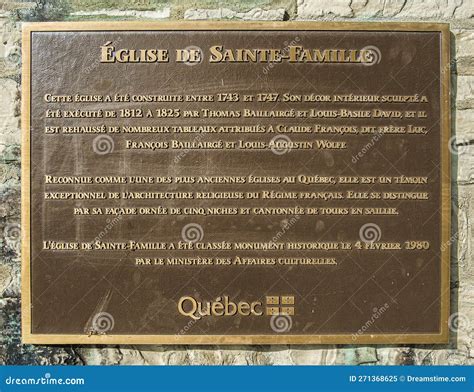 Église de Sainte-Famille
Cette église a été construite entre 1743 et 1747. Son décor intérieur sculpté a
été exécuté de 1812 à 1825 par Thomas Baillairgé et Louis-Basile David, et il
est rehaussé de nombreux tableaux attribués à Claude François, dit frère Luc,
François Baillairgé et Louis-Augustin Wolfe.
Reconnue comme l'une des plus anciennes églises au Québec, elle est un témoin
exceptionnel de l'architecture religieuse du Régime français. Elle se distingue
par sa façade ornée de cinq niches et cantonnée de tours en saillie.
L'église de Sainte-Famille a été classée monument historique le 4 février 1980
par le ministère des Affaires culturelles.
Québec
dreamstime.com
ID 271368625 © Dreamstime.com